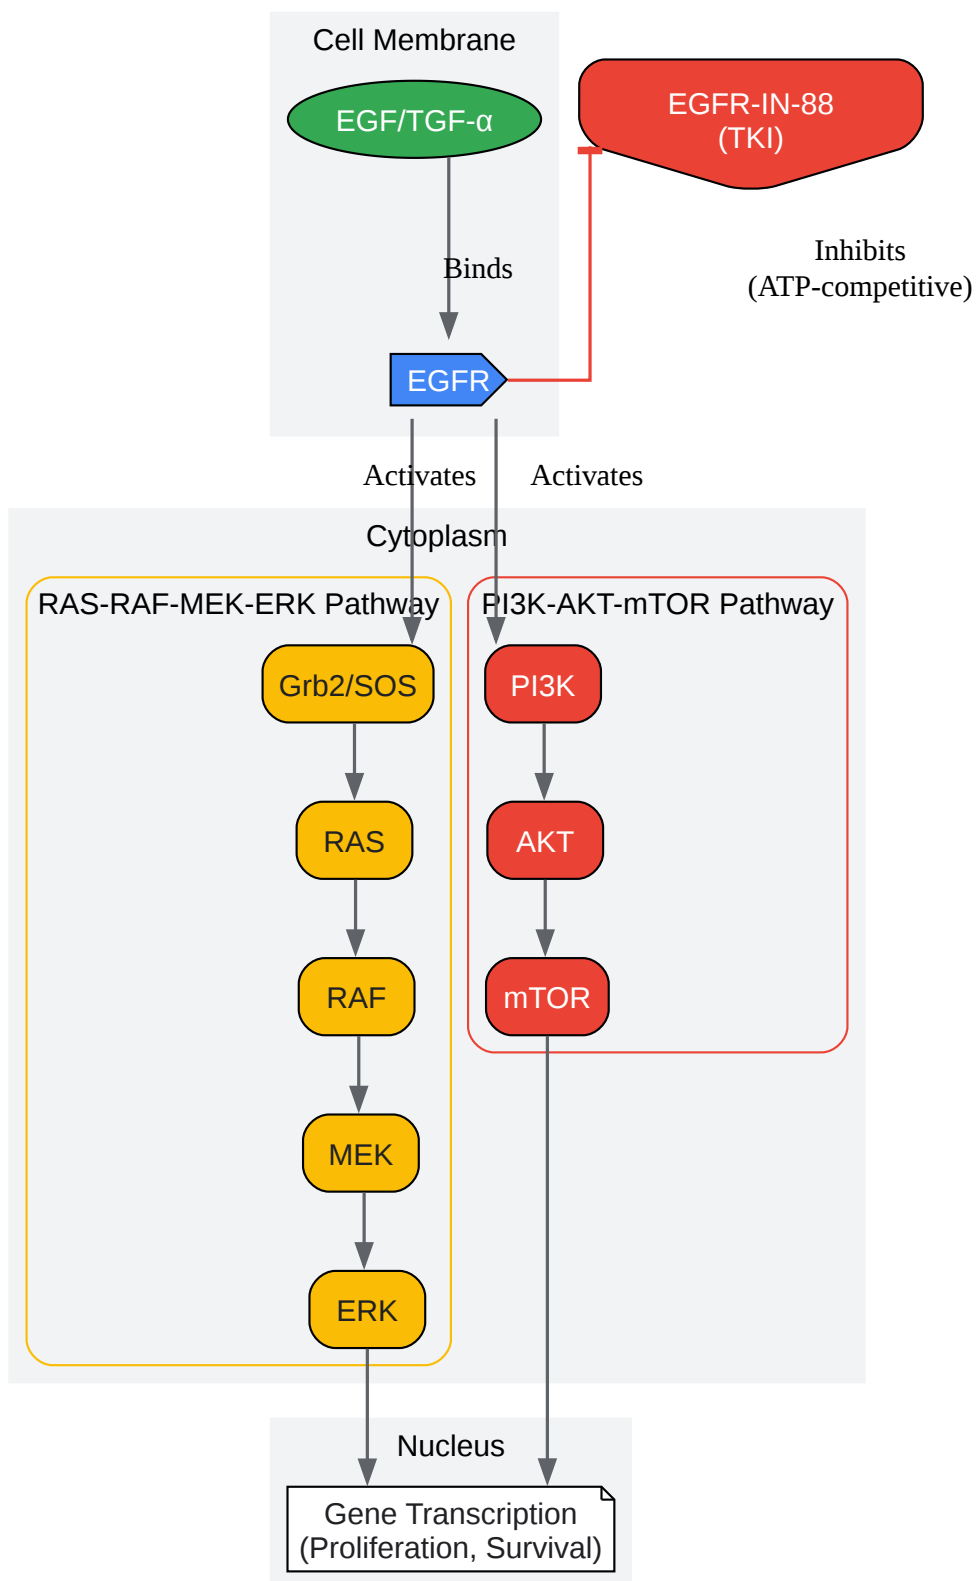 Cell Membrane
EGF/TGF-α
EGFR-IN-88
(TKI)
Binds
Inhibits
(ATP-competitive)
EGFR
Activates
Activates
Cytoplasm
RAS-RAF-MEK-ERK Pathway
PI3K-AKT-mTOR Pathway
Grb2/SOS
PI3K
RAS
AKT
RAF
mTOR
MEK
ERK
Nucleus
Gene Transcription
(Proliferation, Survival)